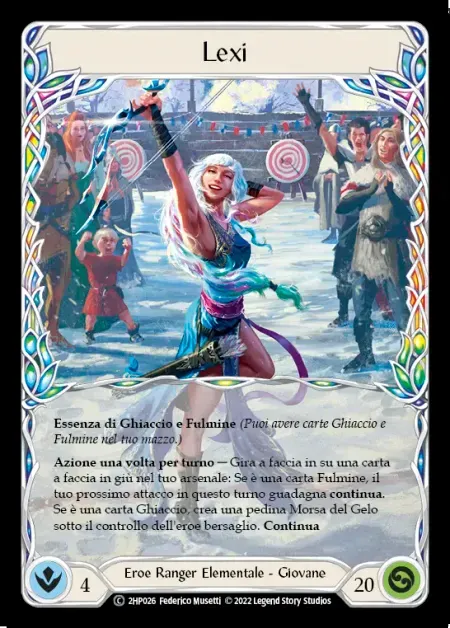 Lexi
Essenza di Ghiaccio e Fulmine (Puoi avere carte Ghiaccio e
Fulmine nel tuo mazzo.)
Azione una volta per turno — Gira a faccia in su una carta
a faccia in giù nel tuo arsenale: Se è una carta Fulmine, il
tuo prossimo attacco in questo turno guadagna continua.
Se è una carta Ghiaccio, crea una pedina Morsa del Gelo
sotto il controllo dell'eroe bersaglio. Continua
4
Eroe Ranger Elementale - Giovane
20
C 2HP026 Federico Musetti © 2022 Legend Story Studios